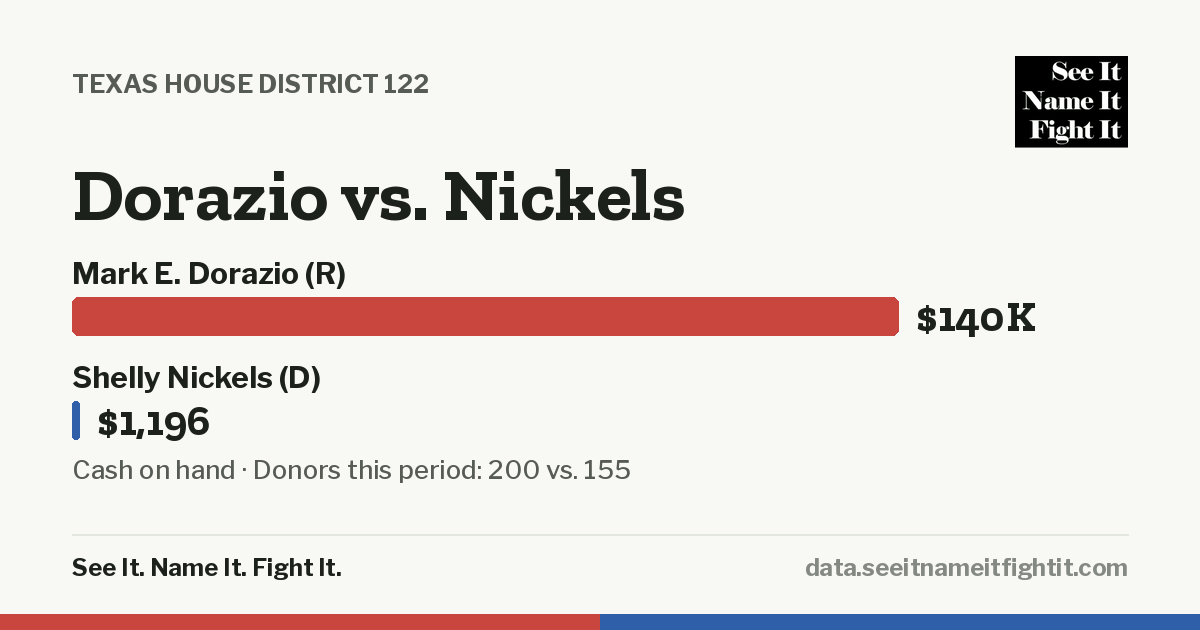 TEXAS HOUSE DISTRICT 122
See It
Name It
Fight It
Dorazio vs. Nickels
Mark E. Dorazio (R)
$140K
Shelly Nickels (D)
$1,196
Cash on hand · Donors this period: 200 vs. 155
See It. Name It. Fight It.
data.seeitnameitfightit.com